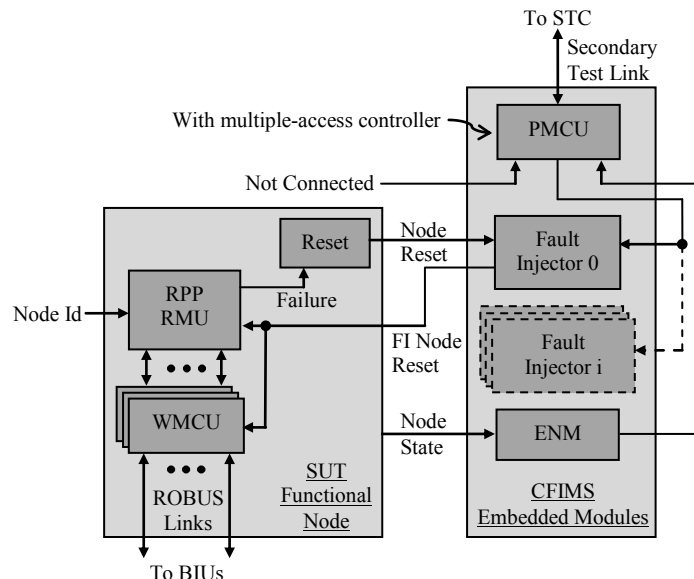 To STC
Secondary
Test Link
With multiple-access controller
PMCU
Not Connected
Reset
Node
Reset
Fault
Injector 0
RPP
RMU
Failure
Node Id
FI Node
Reset
Fault
Injector i
WMCU
Node
State
ENM
ROBUS
Links
SUT
Functional
Node
CFIMS
Embedded Modules
To BIUs